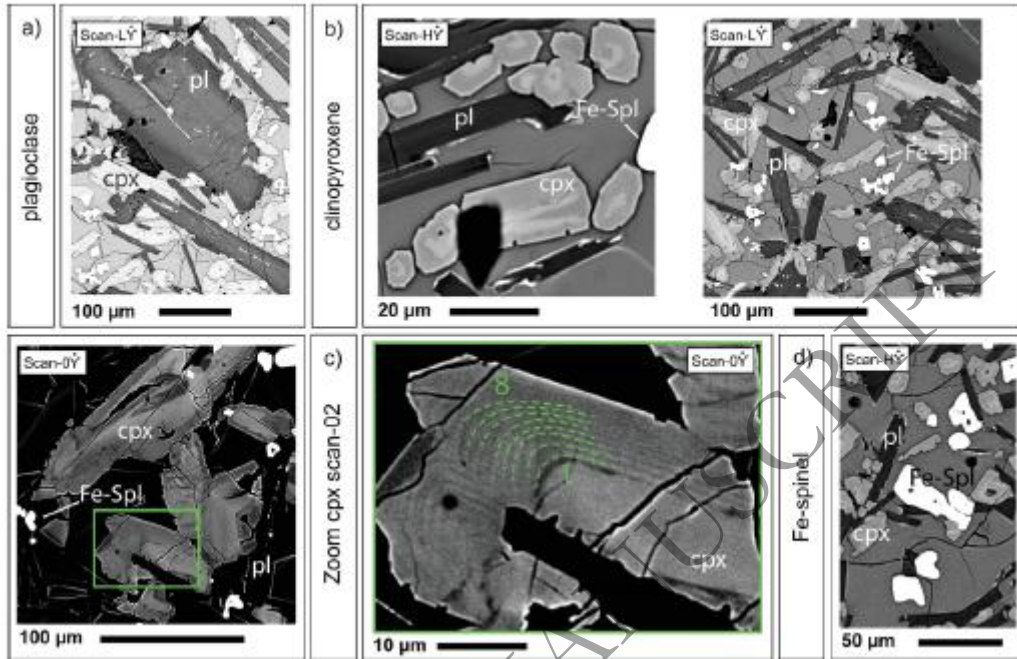 a)
plagioclase
Scan-LŶ
pl
cpx
100 µm
b)
clinopyroxene
Scan-HŶ
Fe-Spl
pl
cpx
20 µm
Scan-LŶ
cpx
pl
Fe-Spl
100 µm
Scan-0Ŷ
cpx
Fe-Spl
pl
100 µm
c)
Zoom cpx scan-02
Scan-0Ŷ
8
1
cpx
10 µm
d)
Fe-spinel
Scan-HŶ
pl
Fe-Spl
cpx
50 µm